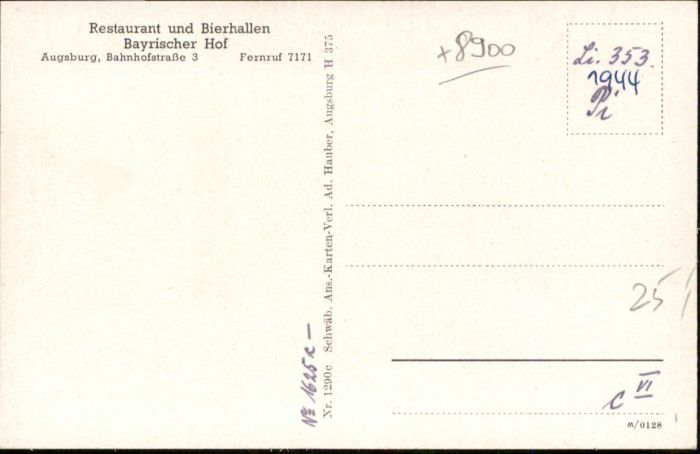 Restaurant und Bierhallen
Bayrischer Hof
Augsburg, Bahnhofstraße 3 Fernruf 7171
Nr. 1290c Schwäb. Ans.-Karten-Verl. Ad. Hauber, Augsburg H 375
+8900
Li. 353.
1944
Pi
25
c VI
M/0128